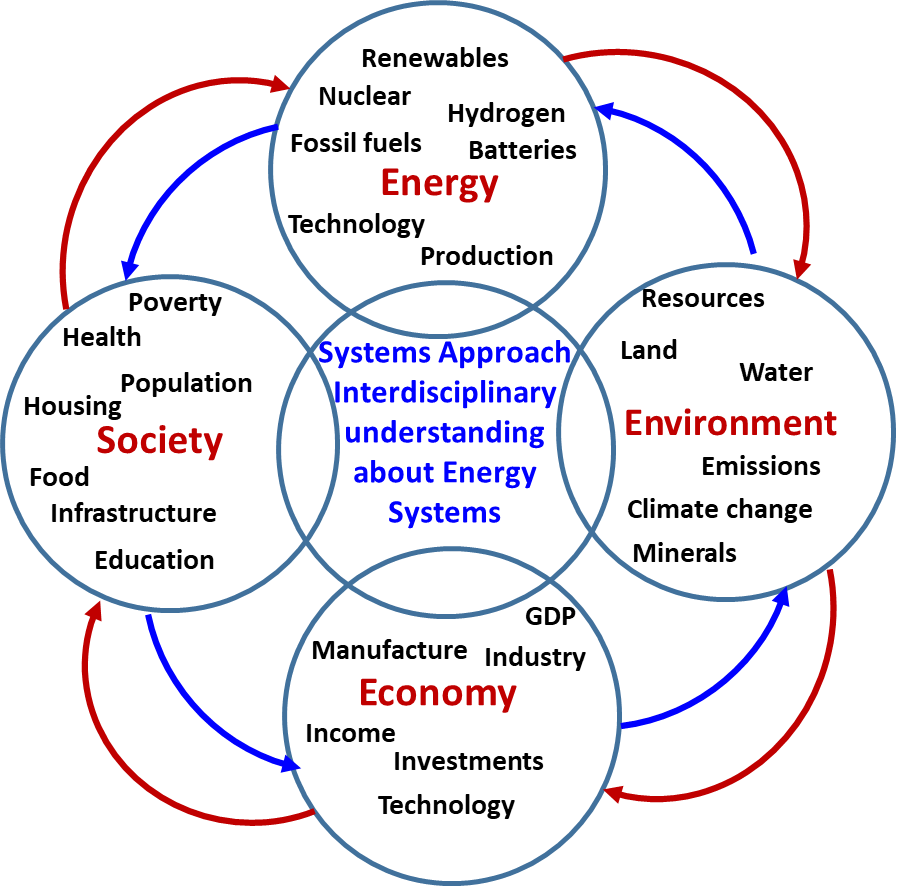 Renewables
Nuclear
Hydrogen
Fossil fuels
Batteries
Energy
Technology
Production
Poverty
Health
Population
Housing
Society
Food
Infrastructure
Education
Systems Approach
Interdisciplinary
understanding
about Energy
Systems
Resources
Land
Water
Environment
Emissions
Climate change
Minerals
GDP
Manufacture
Industry
Economy
Income
Investments
Technology